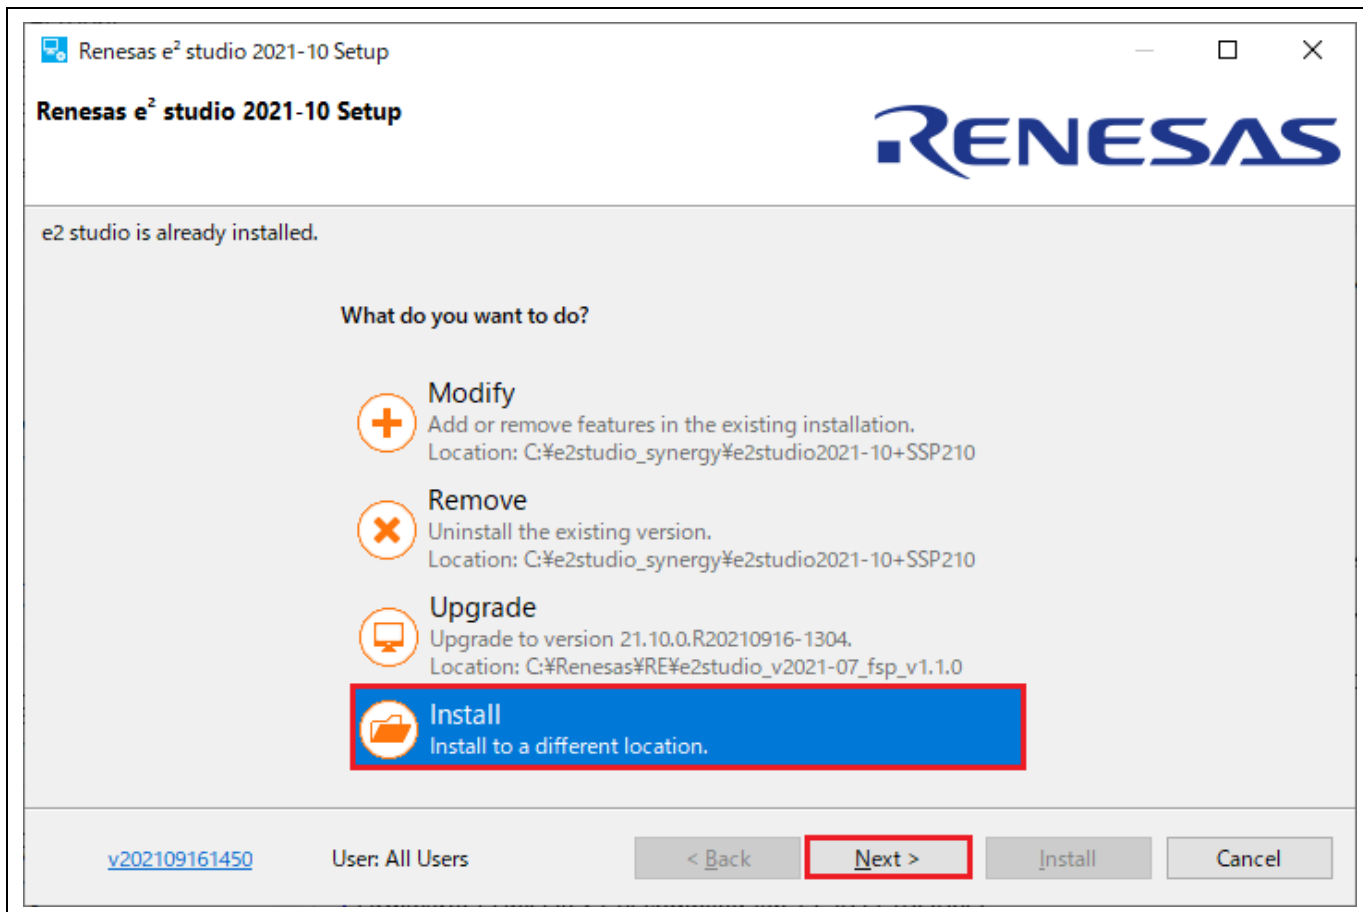 Renesas e² studio 2021-10 Setup
Renesas e² studio 2021-10 Setup
RENESAS
e2 studio is already installed.
What do you want to do?
Modify
Add or remove features in the existing installation.
Location: C:¥e2studio_synergy¥e2studio2021-10+SSP210
Remove
Uninstall the existing version.
Location: C:¥e2studio_synergy¥e2studio2021-10+SSP210
Upgrade
Upgrade to version 21.10.0.R20210916-1304.
Location: C:¥Renesas¥RE¥e2studio_v2021-07_fsp_v1.1.0
Install
Install to a different location.
v202109161450 User: All Users < Back Next > Install Cancel